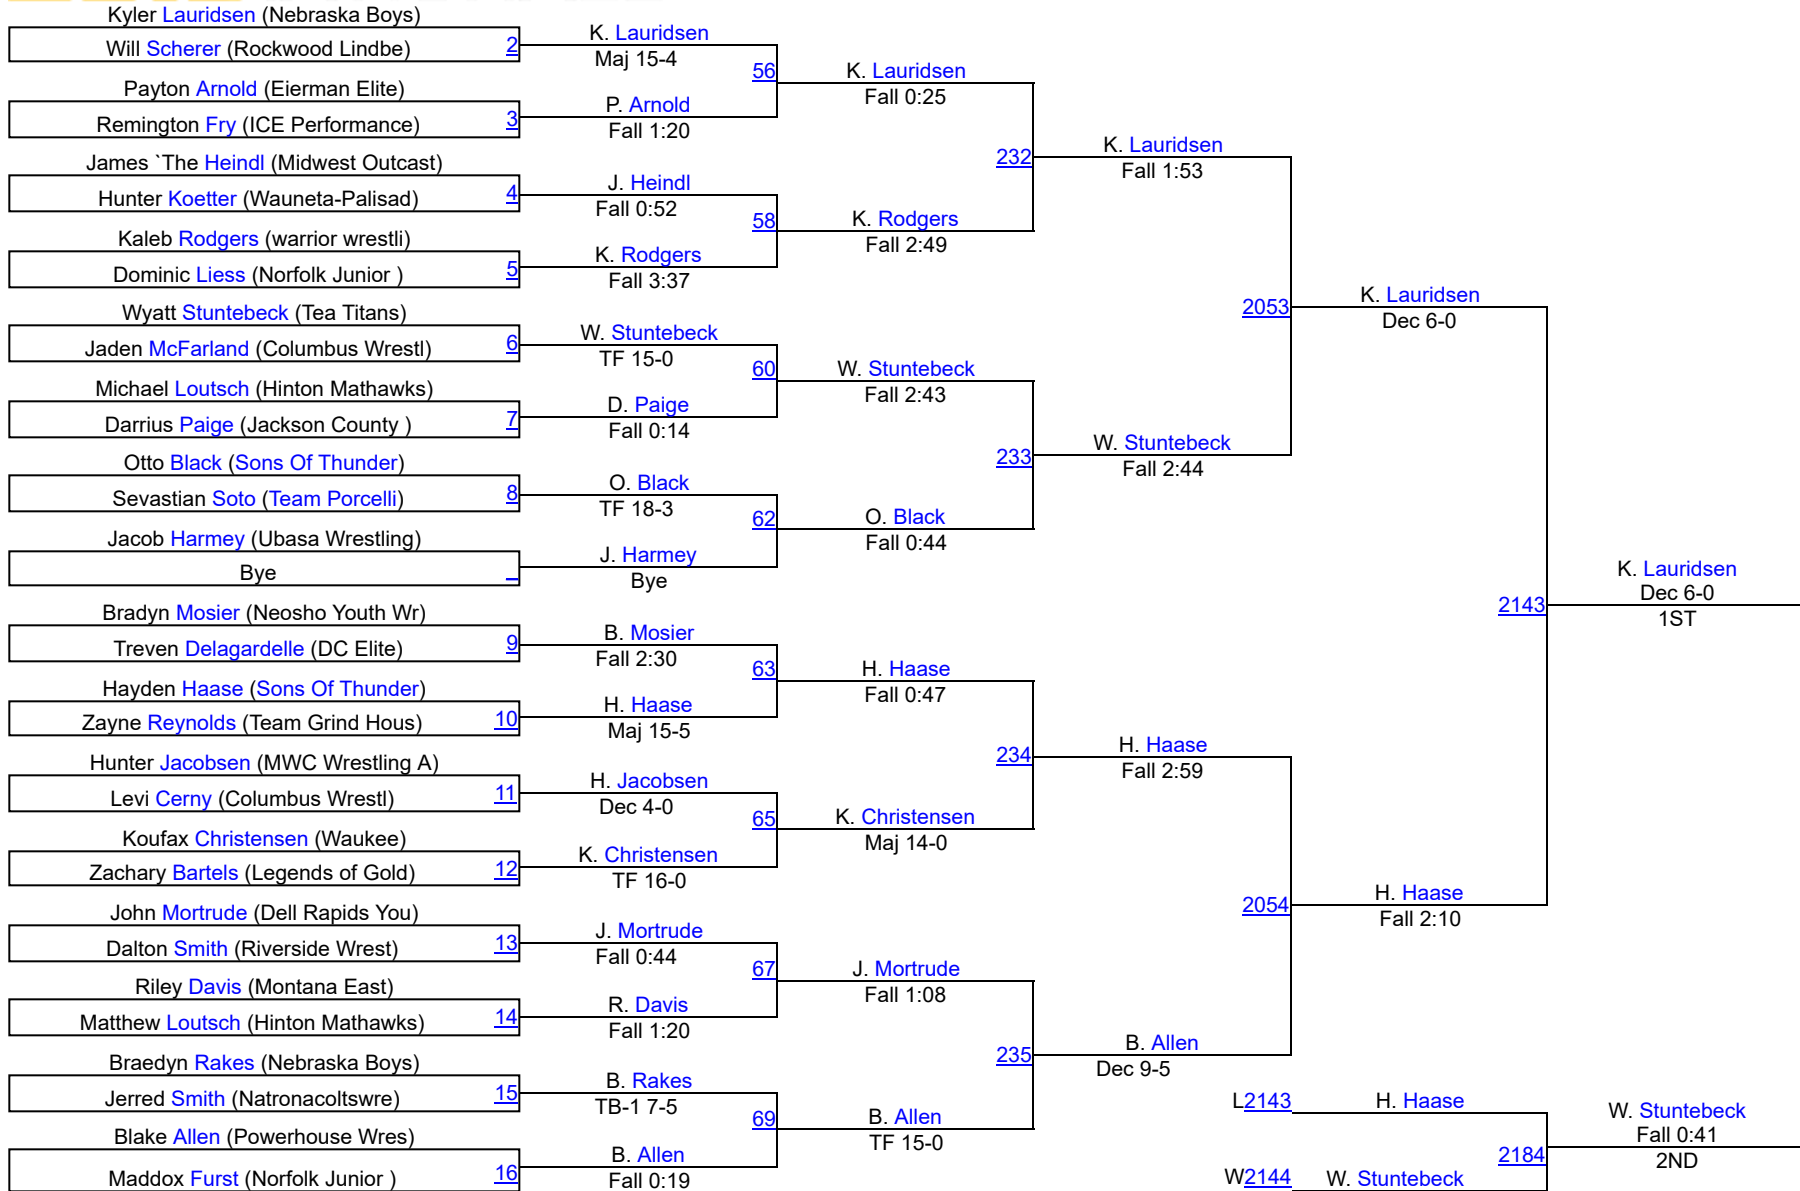 Kyler Lauridsen (Nebraska Boys)
Will Scherer (Rockwood Lindbe)
2
Payton Arnold (Eierman Elite)
Remington Fry (ICE Performance)
3
James `The Heindl (Midwest Outcast)
Hunter Koetter (Wauneta-Palisad)
4
Kaleb Rodgers (warrior wrestli)
Dominic Liess (Norfolk Junior )
5
Wyatt Stuntebeck (Tea Titans)
Jaden McFarland (Columbus Wrestl)
6
Michael Loutsch (Hinton Mathawks)
Darrius Paige (Jackson County )
7
Otto Black (Sons Of Thunder)
Sevastian Soto (Team Porcelli)
8
Jacob Harmey (Ubasa Wrestling)
Bye
Bradyn Mosier (Neosho Youth Wr)
Treven Delagardelle (DC Elite)
9
Hayden Haase (Sons Of Thunder)
Zayne Reynolds (Team Grind Hous)
10
Hunter Jacobsen (MWC Wrestling A)
Levi Cerny (Columbus Wrestl)
11
Koufax Christensen (Waukee)
Zachary Bartels (Legends of Gold)
12
John Mortrude (Dell Rapids You)
Dalton Smith (Riverside Wrest)
13
Riley Davis (Montana East)
Matthew Loutsch (Hinton Mathawks)
14
Braedyn Rakes (Nebraska Boys)
Jerred Smith (Natronacoltswre)
15
Blake Allen (Powerhouse Wres)
Maddox Furst (Norfolk Junior )
16
K. Lauridsen
Maj 15-4
56
P. Arnold
Fall 1:20
J. Heindl
Fall 0:52
58
K. Rodgers
Fall 3:37
W. Stuntebeck
TF 15-0
60
D. Paige
Fall 0:14
O. Black
TF 18-3
62
J. Harmey
Bye
B. Mosier
Fall 2:30
63
H. Haase
Maj 15-5
H. Jacobsen
Dec 4-0
65
K. Christensen
TF 16-0
J. Mortrude
Fall 0:44
67
R. Davis
Fall 1:20
B. Rakes
TB-1 7-5
69
B. Allen
Fall 0:19
K. Lauridsen
Fall 0:25
232
K. Rodgers
Fall 2:49
W. Stuntebeck
Fall 2:43
233
O. Black
Fall 0:44
H. Haase
Fall 0:47
234
K. Christensen
Maj 14-0
J. Mortrude
Fall 1:08
235
B. Allen
TF 15-0
K. Lauridsen
Fall 1:53
2053
W. Stuntebeck
Fall 2:44
H. Haase
Fall 2:59
2054
B. Allen
Dec 9-5
K. Lauridsen
Dec 6-0
2143
H. Haase
Fall 2:10
K. Lauridsen
Dec 6-0
1ST
L2143
H. Haase
2184
W2144
W. Stuntebeck
W. Stuntebeck
Fall 0:41
2ND